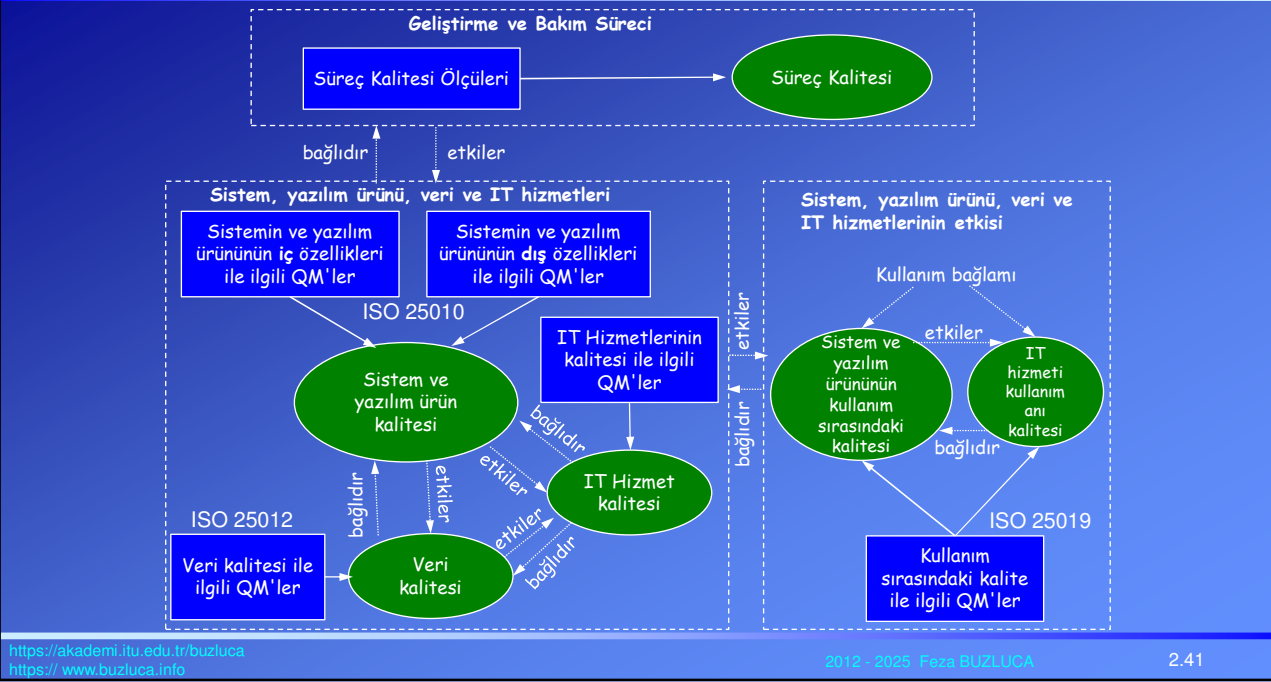 Geliştirme ve Bakım Süreci
Süreç Kalitesi Ölçüleri
Süreç Kalitesi
bağlıdır
etkiler
Sistem, yazılım ürünü, veri ve IT hizmetleri
Sistemin ve yazılım
ürününün iç özellikleri
ile ilgili QM'ler
Sistemin ve yazılım
ürününün dış özellikleri
ile ilgili QM'ler
ISO 25010
IT Hizmetlerinin
kalitesi ile ilgili
QM'ler
Sistem ve
yazılım ürün
kalitesi
bağlıdır
etkiler
IT Hizmet
kalitesi
bağlıdır
etkiler
etkiler
bağlıdır
ISO 25012
Veri kalitesi ile
ilgili QM'ler
Veri
kalitesi
etkiler
bağlıdır
Sistem, yazılım ürünü, veri ve
IT hizmetlerinin etkisi
Kullanım bağlamı
etkiler
Sistem ve
yazılım
ürününün
kullanım
sırasındaki
kalitesi
IT
hizmeti
kullanım
anı
kalitesi
bağlıdır
ISO 25019
Kullanım
sırasındaki kalite
ile ilgili QM'ler
https://akademi.itu.edu.tr/buzluca
https:// www.buzluca.info
2012 - 2025 Feza BUZLUCA
2.41